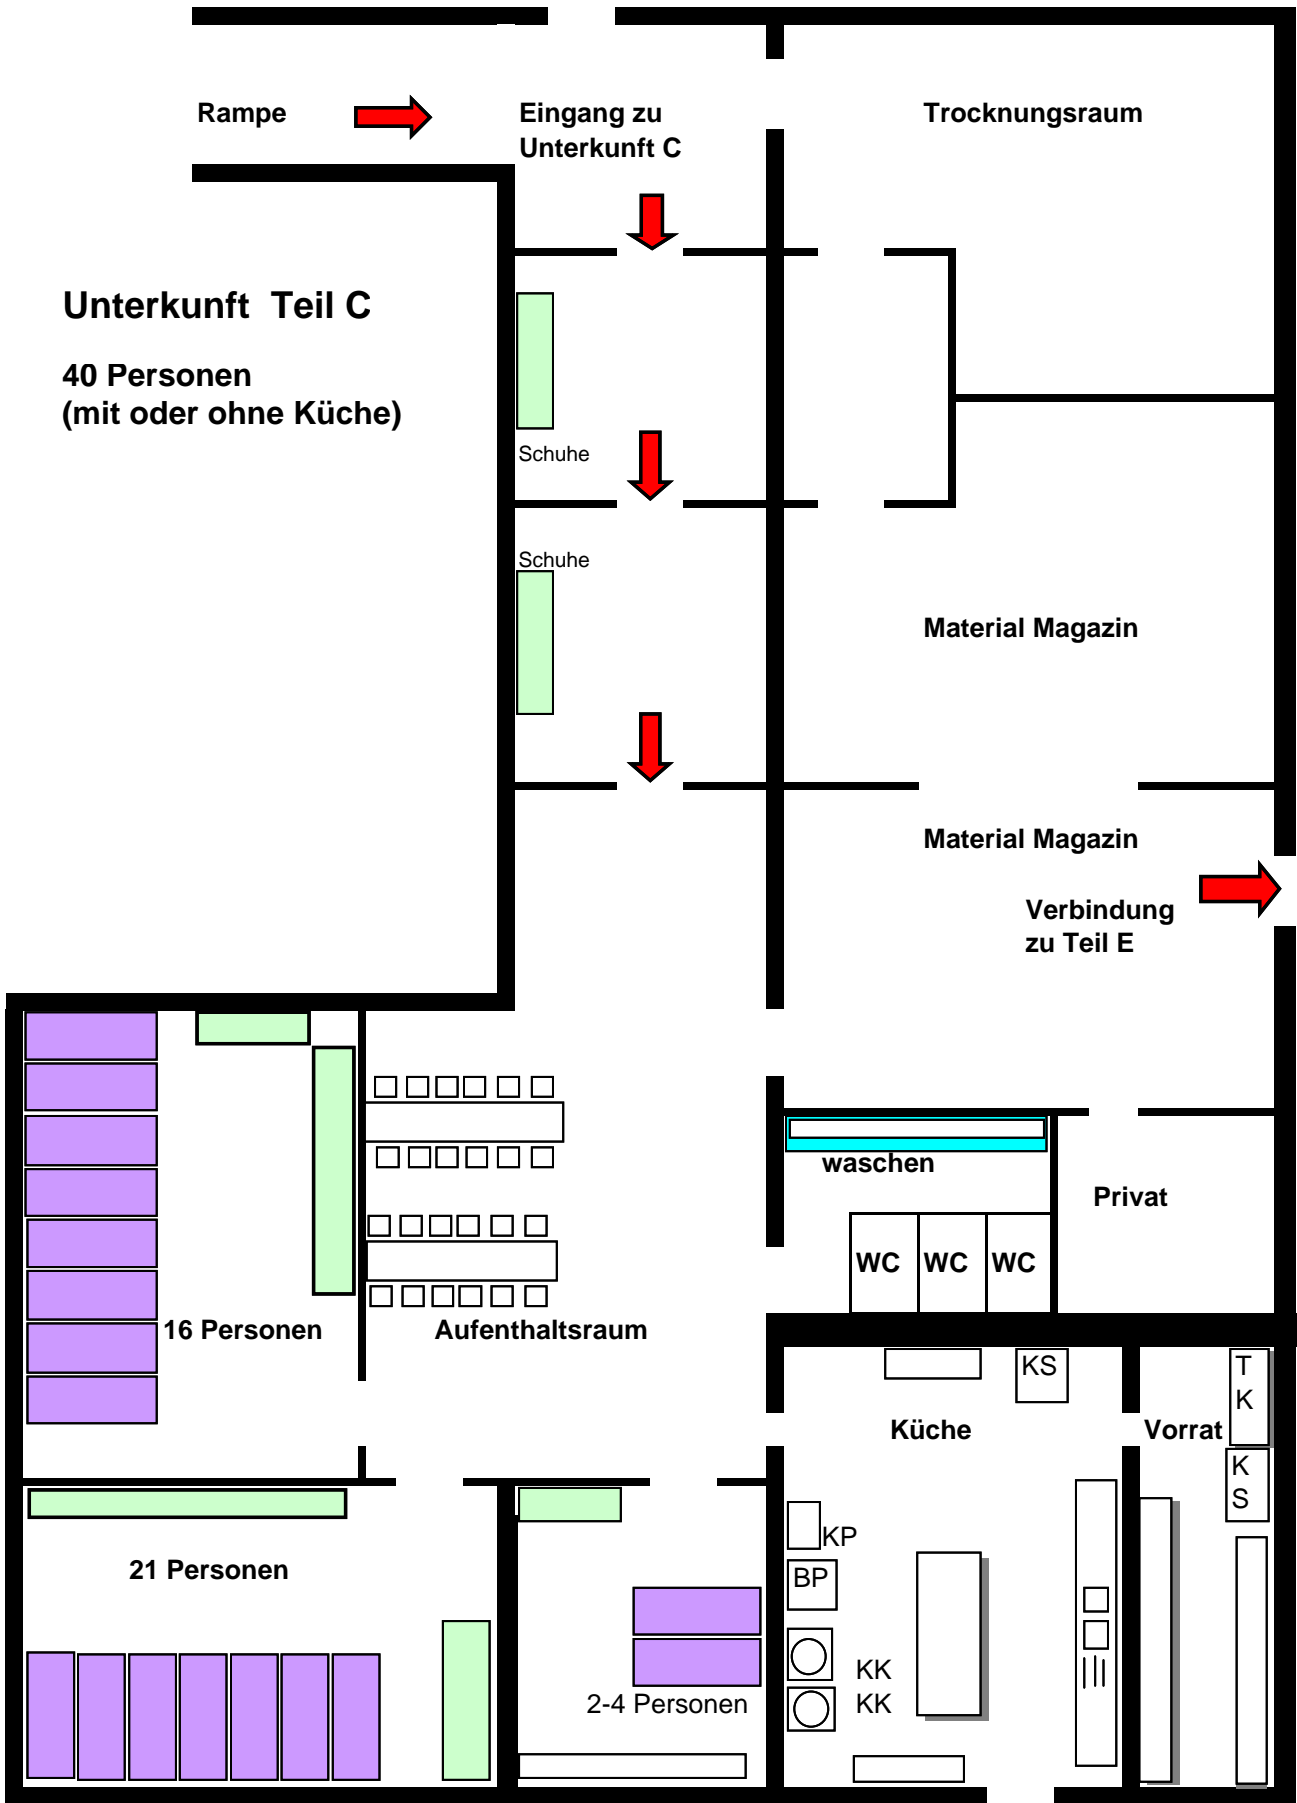 Rampe
Eingang zu
Unterkunft C
Trocknungsraum
Unterkunft Teil C
40 Personen
(mit oder ohne Küche)
Schuhe
Schuhe
Material Magazin
Material Magazin
Verbindung
zu Teil E
waschen
Privat
WC WC WC
16 Personen
Aufenthaltsraum
KS
T
K
Küche
Vorrat
K
S
KP
BP
21 Personen
KK
KK
2-4 Personen